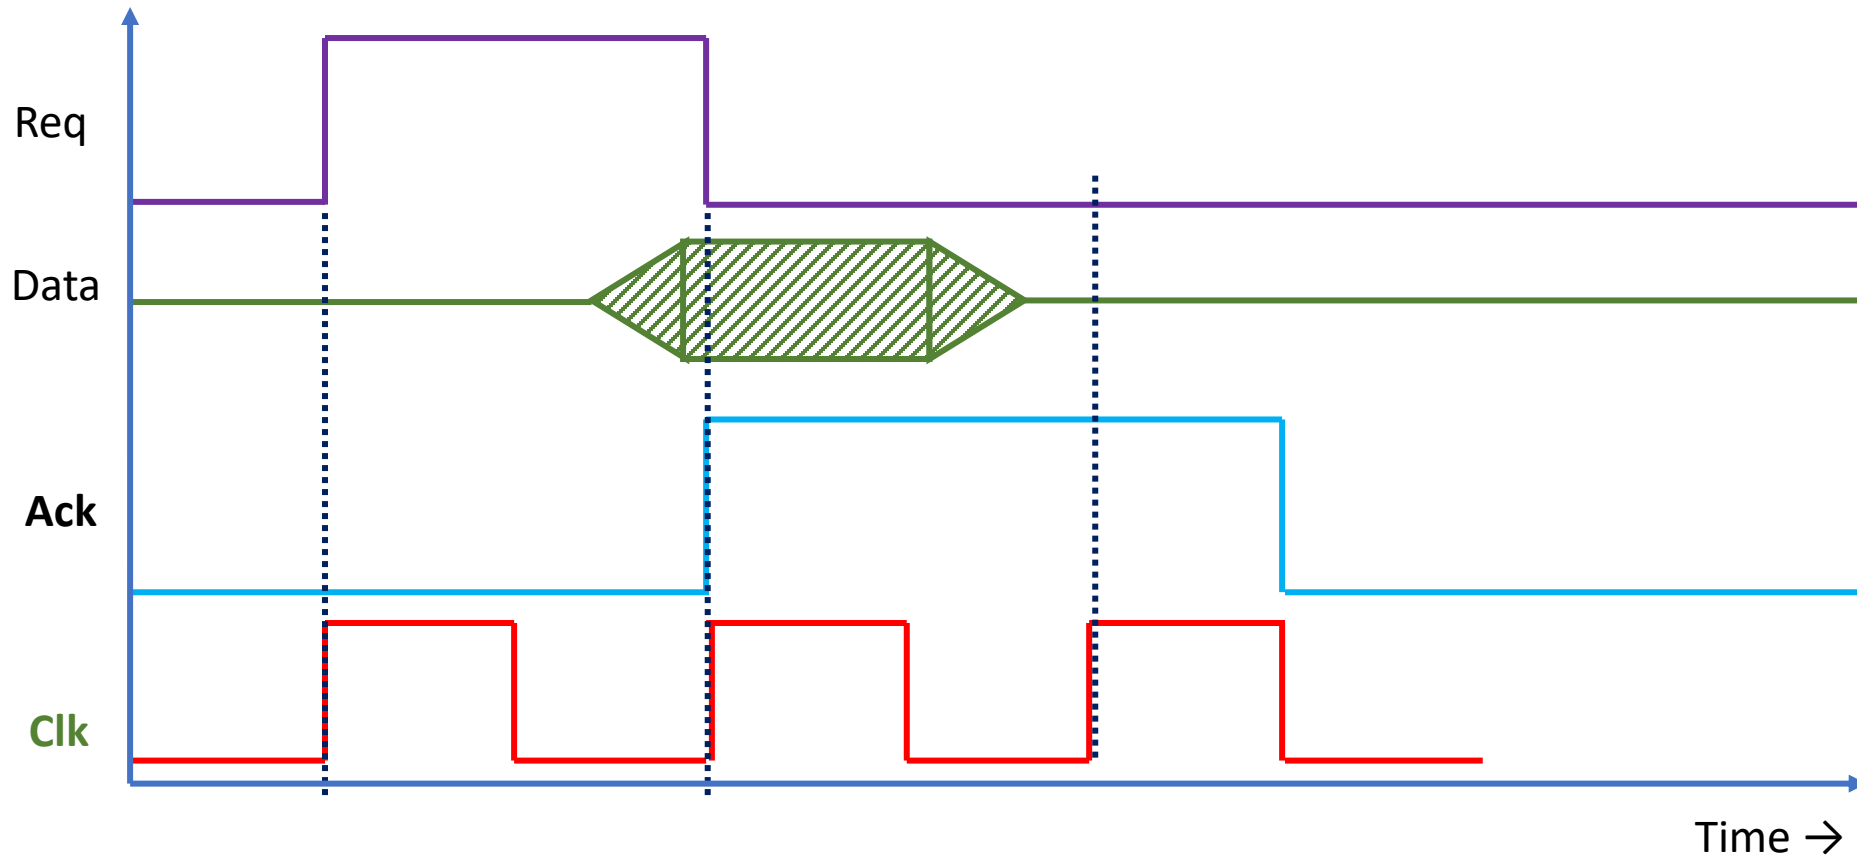 Req
Data
Ack
Clk
Time →